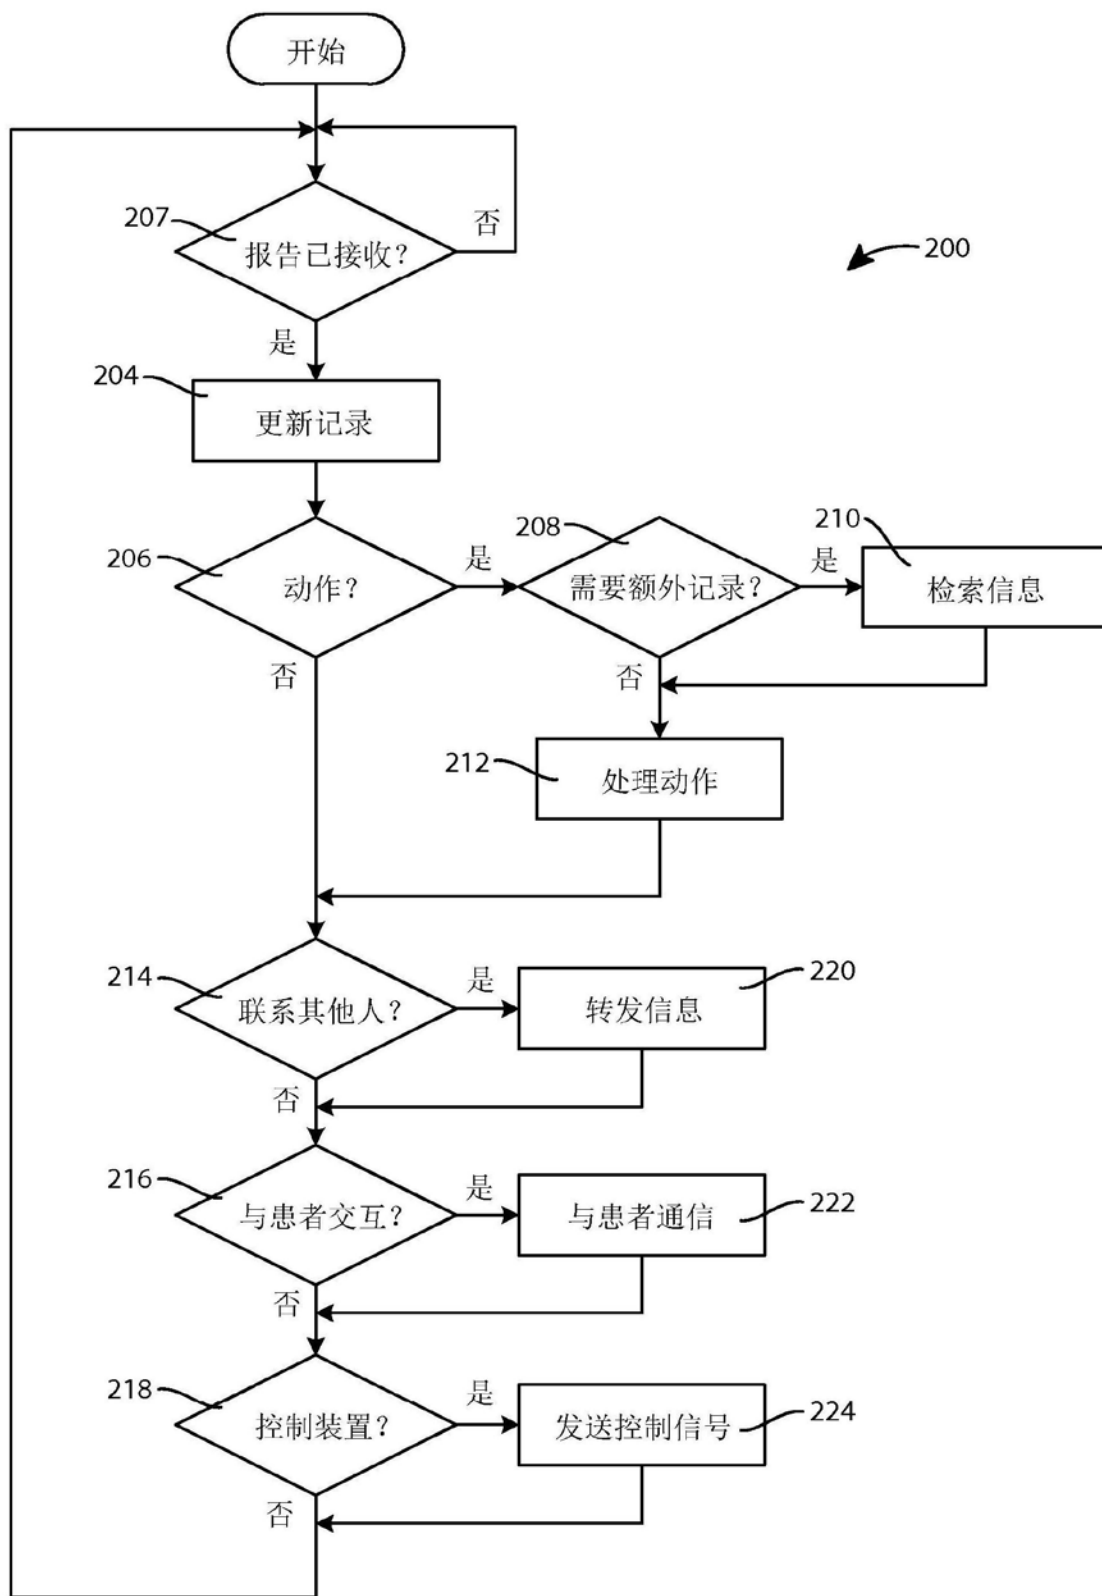 开始
207
报告已接收?
否
200
是
204
更新记录
206
动作?
是
208
需要额外记录?
是
210
检索信息
否
否
212
处理动作
214
联系其他人?
是
220
转发信息
否
216
与患者交互?
是
222
与患者通信
否
218
控制装置?
是
224
发送控制信号
否